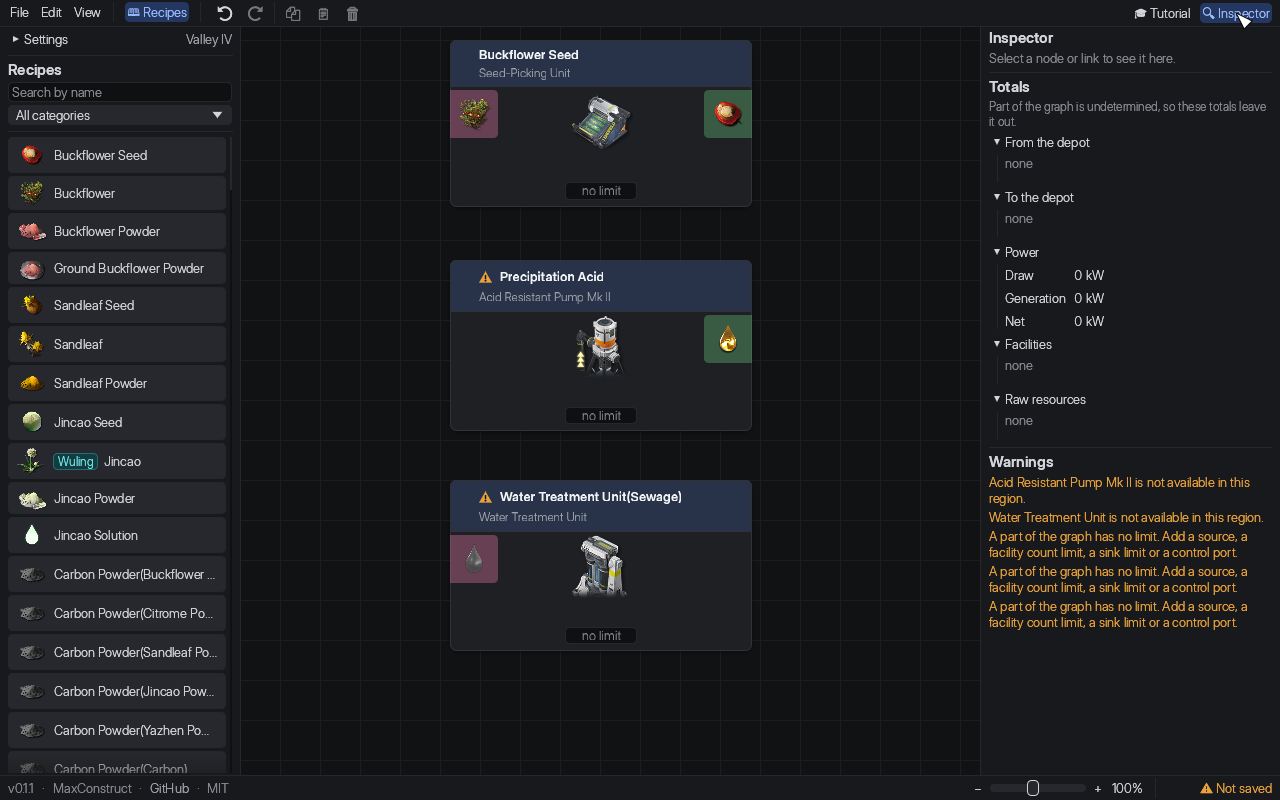 File Edit View Recipes Tutorial Inspector
Settings Valley IV
Recipes
Search by name
All categories
Buckflower Seed
Buckflower
Buckflower Powder
Ground Buckflower Powder
Sandleaf Seed
Sandleaf
Sandleaf Powder
Jincao Seed
Wuling Jincao
Jincao Powder
Jincao Solution
Carbon Powder(Buckflower ...
Carbon Powder(Citrome Po...
Carbon Powder(Sandleaf Po...
Carbon Powder(Jincao Pow...
Carbon Powder(Yazhen Po...
Carbon Powder(Carbon)
Buckflower Seed
Seed-Picking Unit
no limit
Precipitation Acid
Acid Resistant Pump Mk II
no limit
Water Treatment Unit(Sewage)
Water Treatment Unit
no limit
Inspector
Select a node or link to see it here.
Totals
Part of the graph is undetermined, so these totals leave
it out.
From the depot
none
To the depot
none
Power
Draw 0 kW
Generation 0 kW
Net 0 kW
Facilities
none
Raw resources
none
Warnings
Acid Resistant Pump Mk II is not available in this
region.
Water Treatment Unit is not available in this region.
A part of the graph has no limit. Add a source, a
facility count limit, a sink limit or a control port.
A part of the graph has no limit. Add a source, a
facility count limit, a sink limit or a control port.
A part of the graph has no limit. Add a source, a
facility count limit, a sink limit or a control port.
v0.1.1 · MaxConstruct · GitHub · MIT
− + 100% Not saved